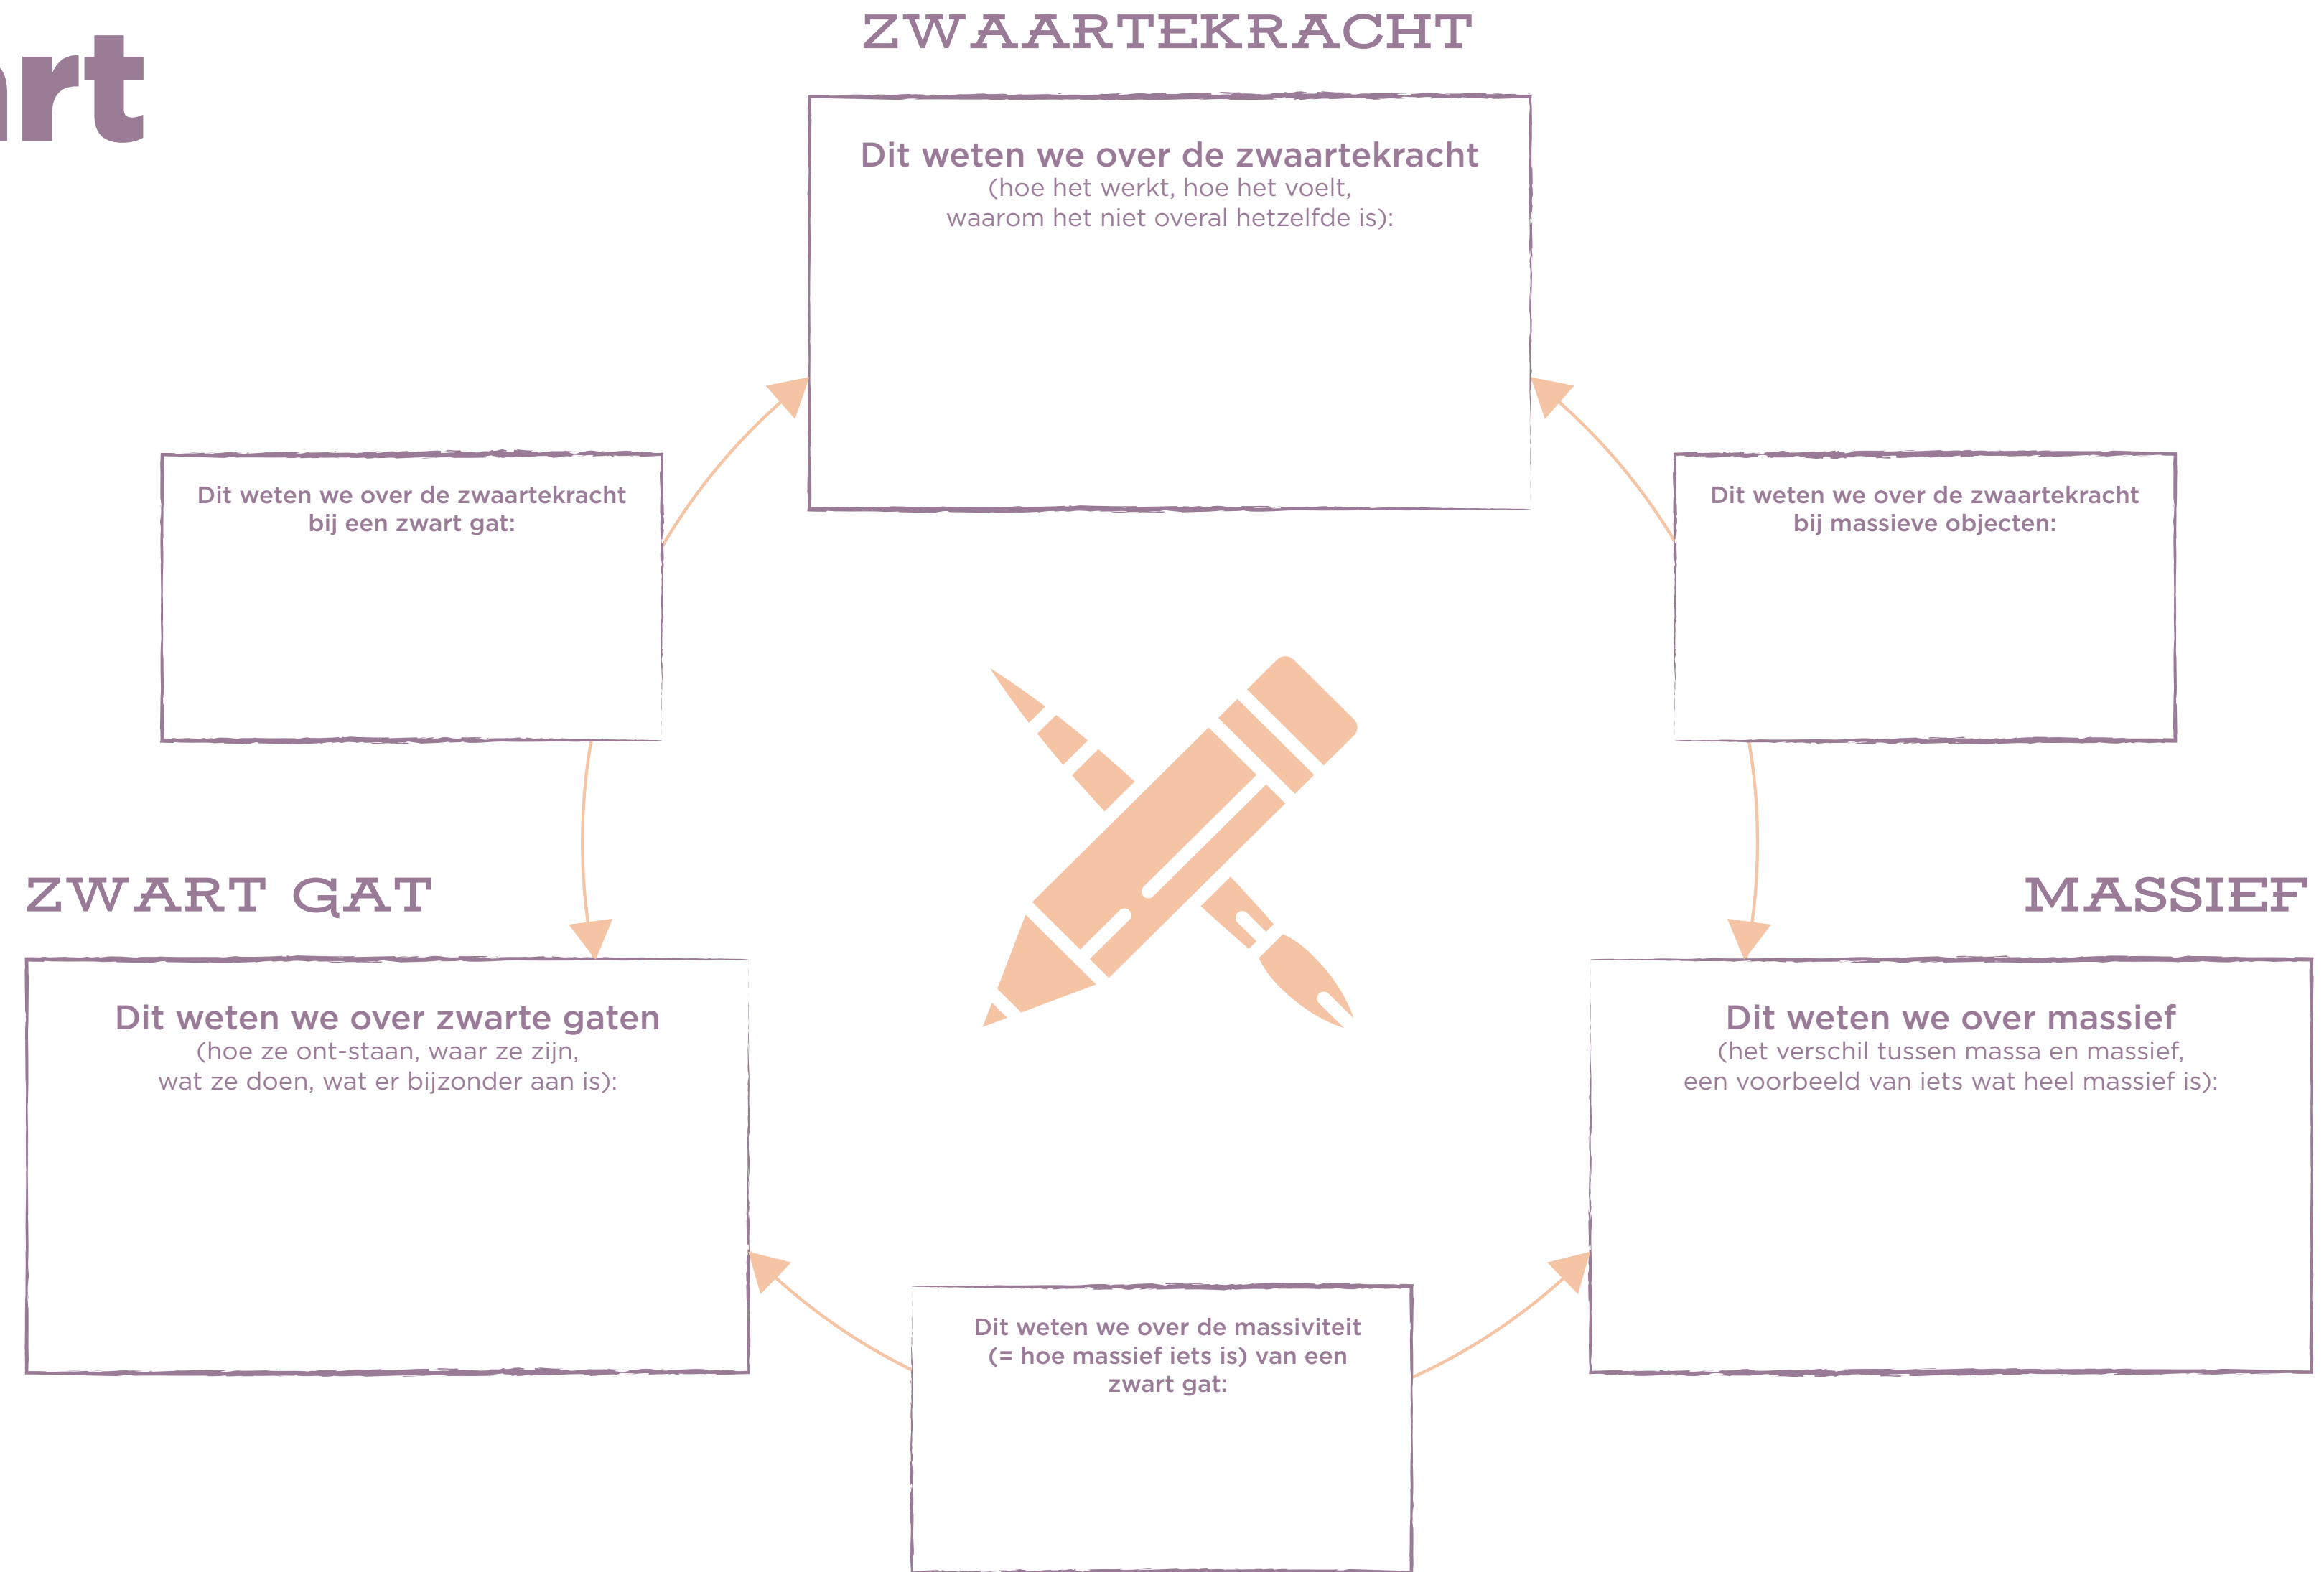 rt
ZWAARTEKRACHT
Dit weten we over de zwaartekracht
(hoe het werkt, hoe het voelt,
waarom het niet overal hetzelfde is):
Dit weten we over de zwaartekracht
bij een zwart gat:
Dit weten we over de zwaartekracht
bij massieve objecten:
ZWART GAT
Dit weten we over zwarte gaten
(hoe ze ont-staan, waar ze zijn,
wat ze doen, wat er bijzonder aan is):
MASSIEF
Dit weten we over massief
(het verschil tussen massa en massief,
een voorbeeld van iets wat heel massief is):
Dit weten we over de massiviteit
(= hoe massief iets is) van een
zwart gat: